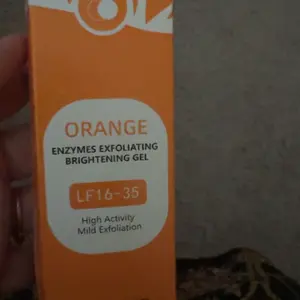 ORANGE
ENZYMES EXFOLIATING
BRIGHTENING GEL
LF16-35
High Activity
Mild Exfoliation